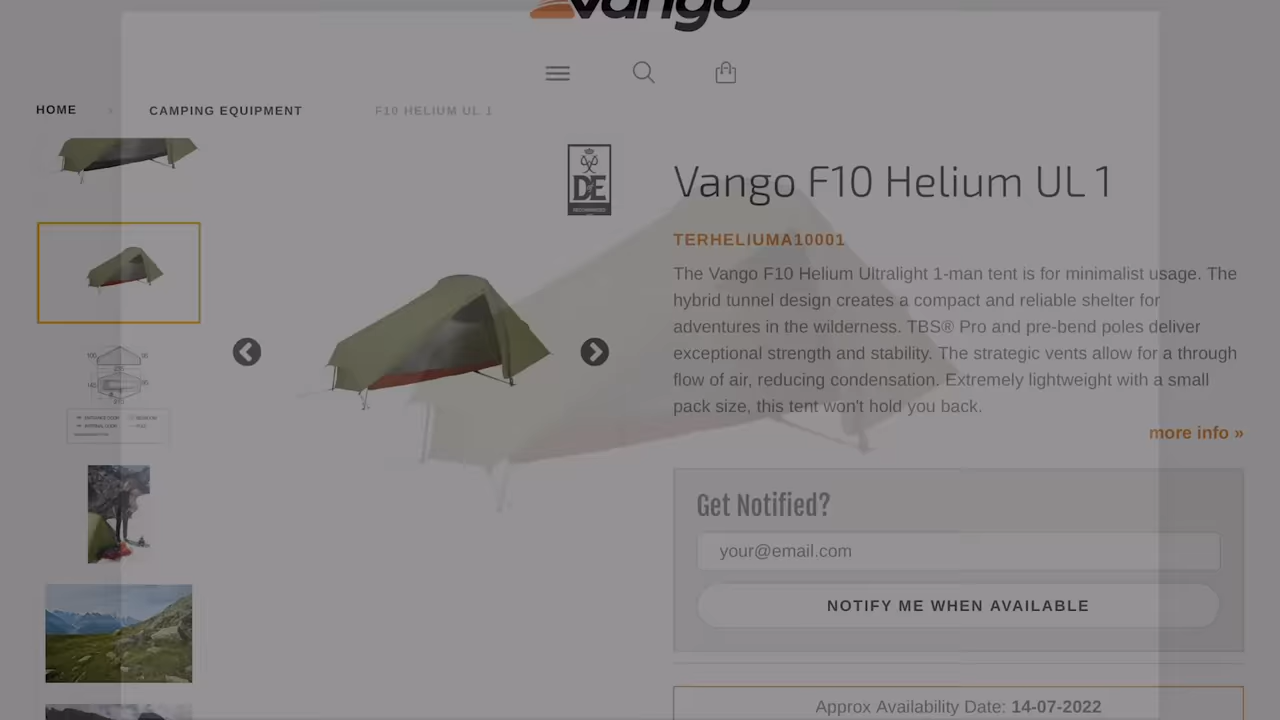 vango
HOME › CAMPING EQUIPMENT F10 HELIUM UL 1
DE
RECOMMENDED
Vango F10 Helium UL 1
TERHELIUMA10001
The Vango F10 Helium Ultralight 1-man tent is for minimalist usage. The
hybrid tunnel design creates a compact and reliable shelter for
adventures in the wilderness. TBS® Pro and pre-bend poles deliver
exceptional strength and stability. The strategic vents allow for a through
flow of air, reducing condensation. Extremely lightweight with a small
pack size, this tent won't hold you back.
more info »
Get Notified?
your@email.com
NOTIFY ME WHEN AVAILABLE
Approx Availability Date: 14-07-2022